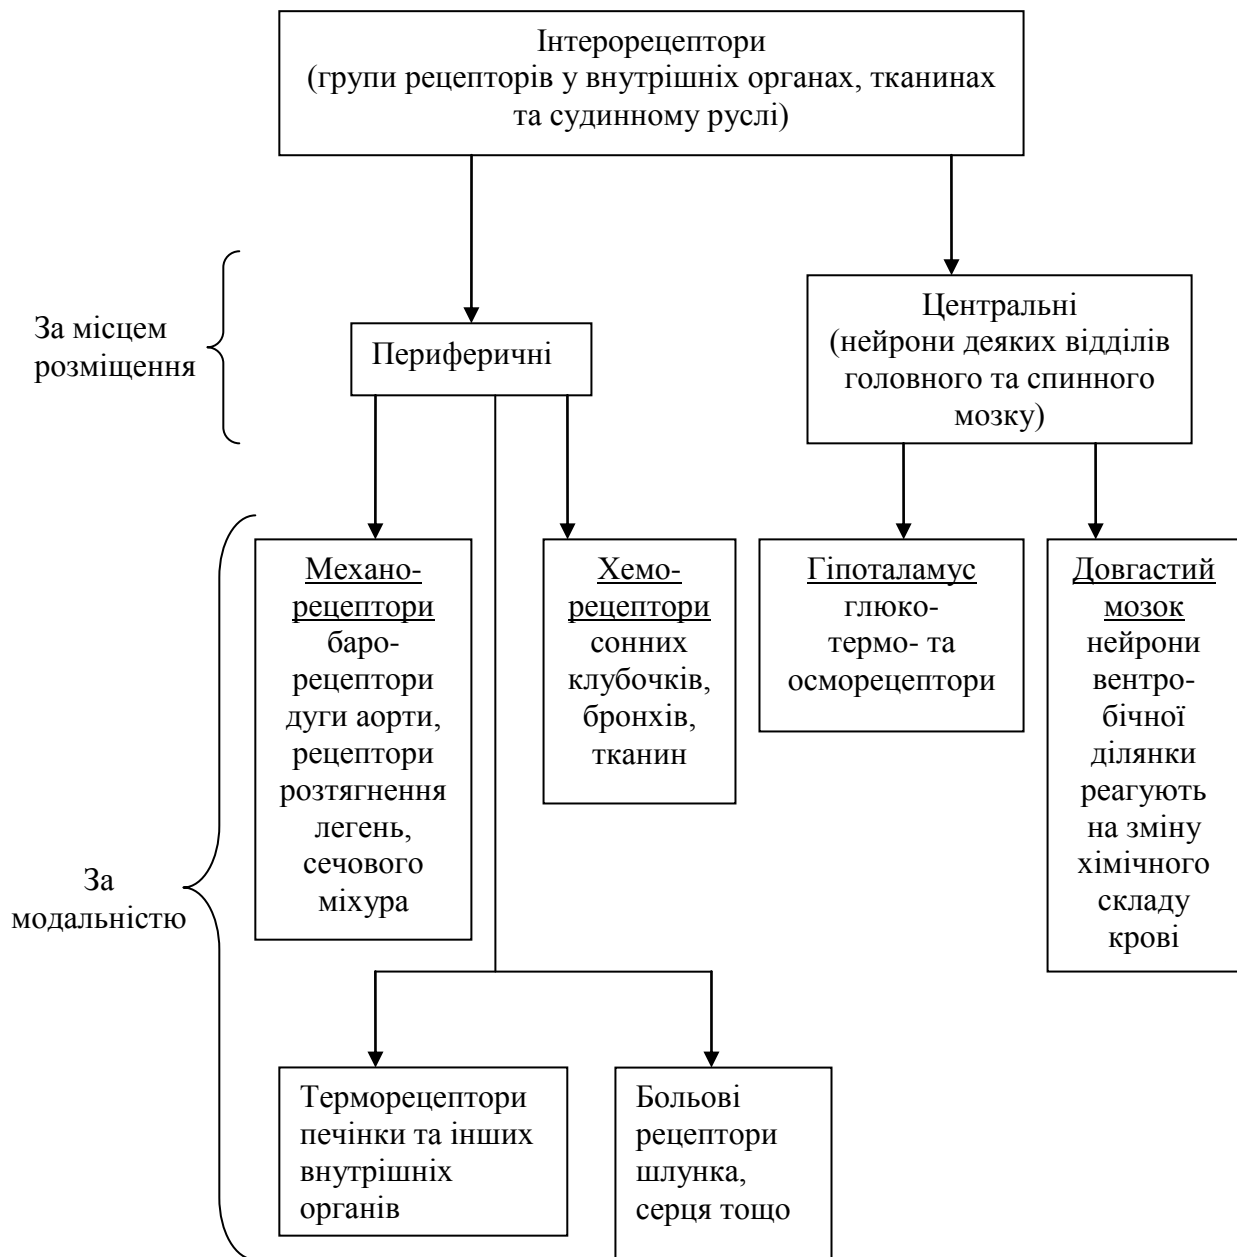 Інтерорецептори
(групи рецепторів у внутрішніх органах, тканинах
та судинному руслі)
За місцем
розміщення
Периферичні
Центральні
(нейрони деяких відділів
головного та спинного
мозку)
За
модальністю
Механо-
рецептори
баро-
рецептори
дуги аорти,
рецептори
розтягнення
легень,
сечового
міхура
Хемо-
рецептори
сонних
клубочків,
бронхів,
тканин
Гіпоталамус
глюко-
термо- та
осморецептори
Довгастий
мозок
нейрони
вентро-
бічної
ділянки
реагують
на зміну
хімічного
складу
крові
Терморецептори
печінки та інших
внутрішніх
органів
Больові
рецептори
шлунка,
серця тощо